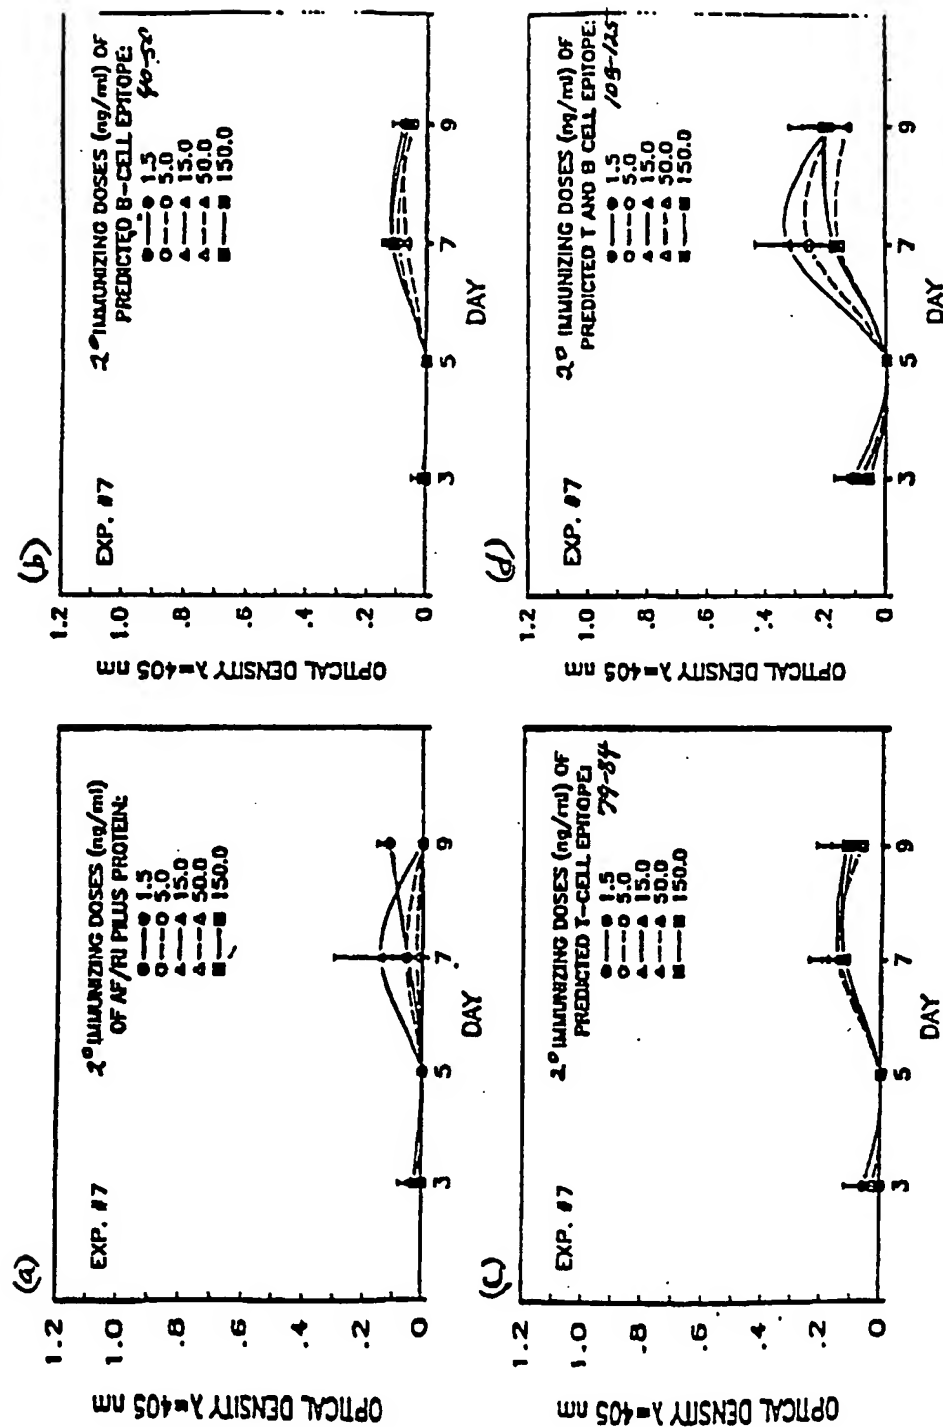 (a)
EXP. #7
2° IMMUNIZING DOSES (ng/ml)
OF AF/RI PILUS PROTEIN:
1.5
5.0
15.0
50.0
150.0
OPTICAL DENSITY λ=405 nm
1.2
1.0
.8
.6
.4
.2
0
3
5
7
9
DAY
(b)
EXP. #7
2° IMMUNIZING DOSES (ng/ml) OF
PREDICTED B-CELL EPITOPE:
40-50
1.5
5.0
15.0
50.0
150.0
OPTICAL DENSITY λ=405 nm
1.2
1.0
.8
.6
.4
.2
0
3
5
7
9
DAY
(c)
EXP. #7
2° IMMUNIZING DOSES (ng/ml) OF
PREDICTED T-CELL EPITOPE:
79-84
1.5
5.0
15.0
50.0
150.0
OPTICAL DENSITY λ=405 nm
1.2
1.0
.8
.6
.4
.2
0
3
5
7
9
DAY
(d)
EXP. #7
2° IMMUNIZING DOSES (ng/ml) OF
PREDICTED T AND B CELL EPITOPE:
108-125
1.5
5.0
15.0
50.0
150.0
OPTICAL DENSITY λ=405 nm
1.2
1.0
.8
.6
.4
.2
0
3
5
7
9
DAY